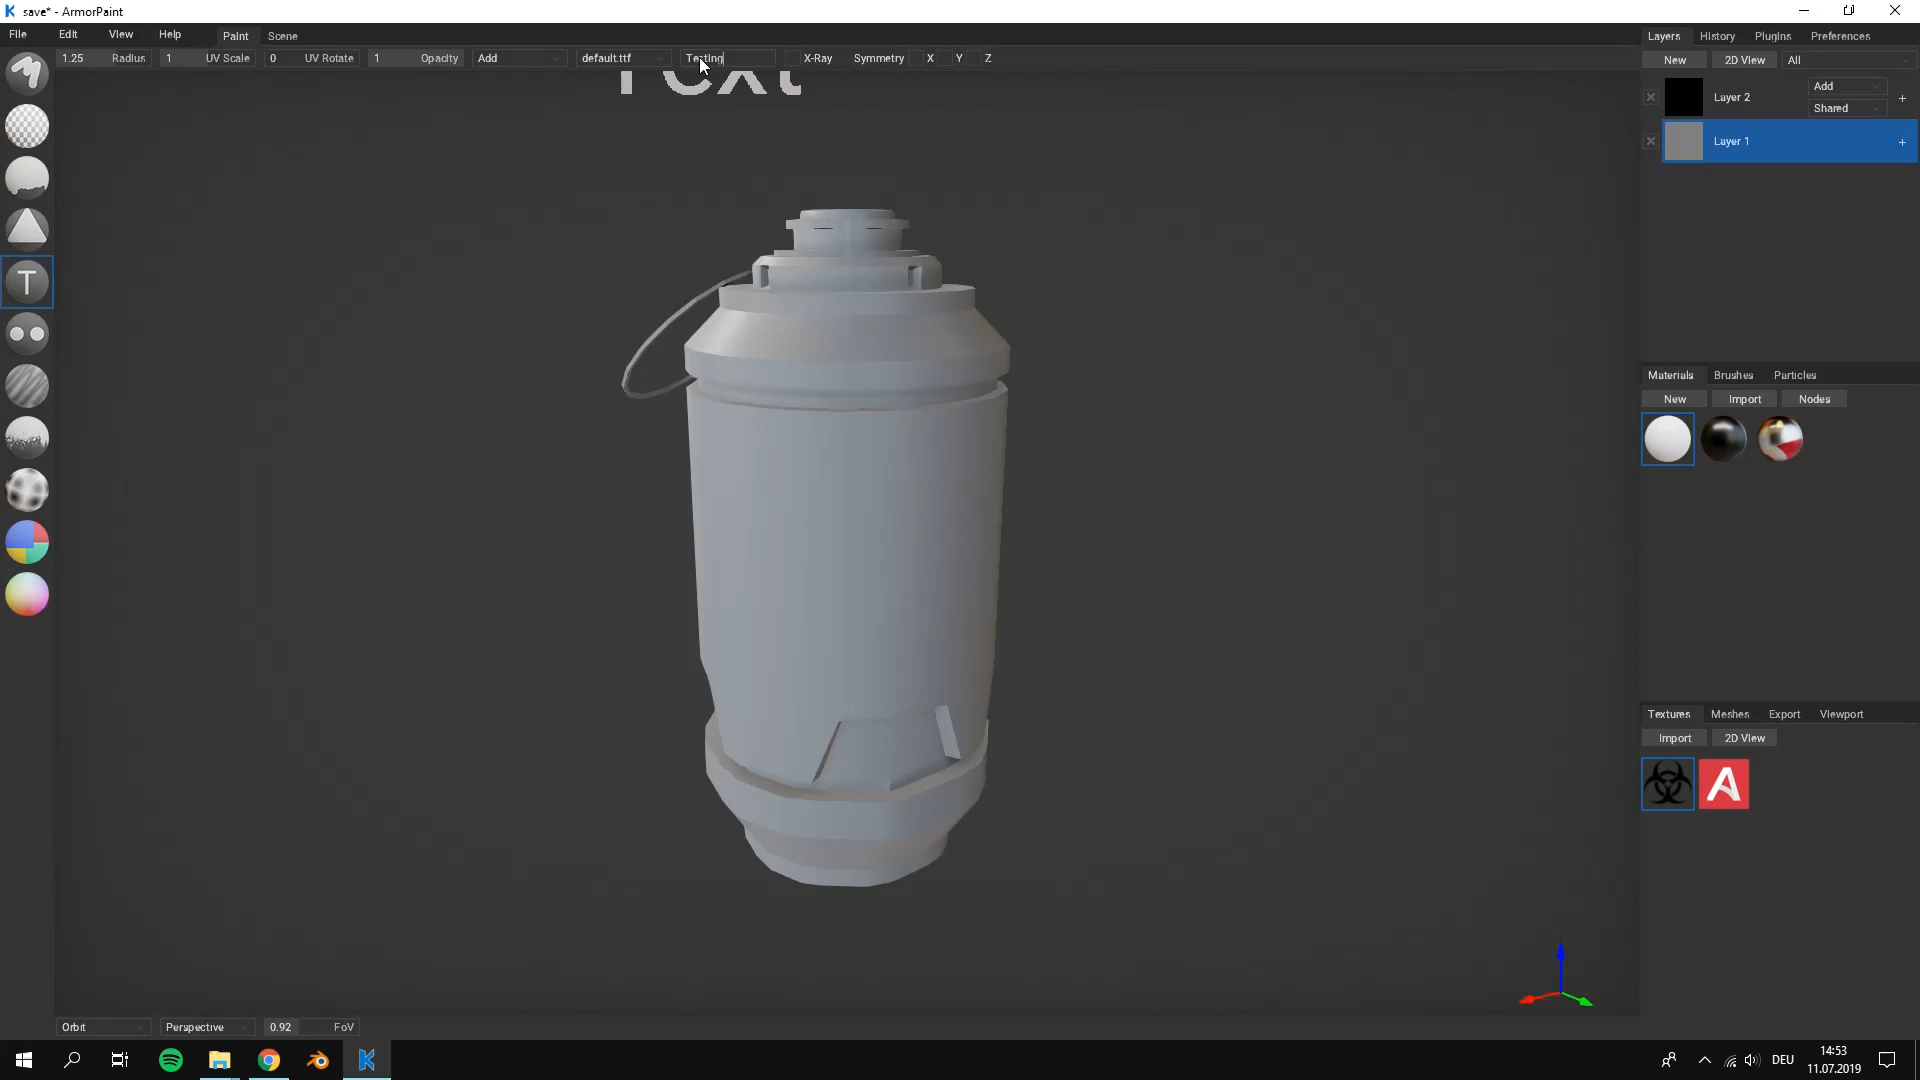 save* - ArmorPaint
File Edit View Help Paint Scene
1.25 Radius 1 UV Scale 0 UV Rotate 1 Opacity Add default.ttf Testing X-Ray Symmetry X Y Z
Text
T
Orbit Perspective 0.92 FoV
Layers History Plugins Preferences
New 2D View All
Layer 2 Add +
Shared
Layer 1 +
Materials Brushes Particles
New Import Nodes
Textures Meshes Export Viewport
Import 2D View
A
DEU 14:53
11.07.2019